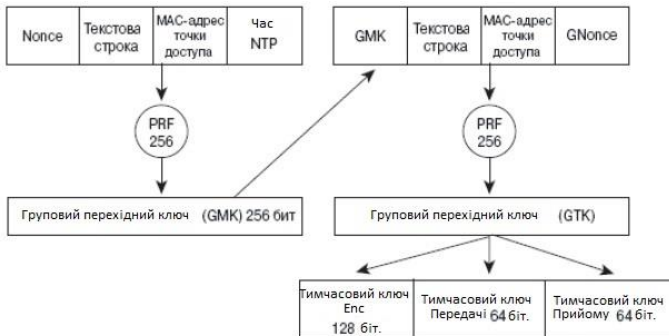 Nonce
Текстова
строка
МАС-адрес
точки
доступа
Час
NTP
GMK
Текстова
строка
МАС-адрес
точки
доступа
GNonce
PRF
256
PRF
256
Груповий перехідний ключ (GMK) 256 бит
Груповий перехідний ключ (GTK)
Тимчасовий ключ
Enc
128 біт.
Тимчасовий ключ
Передачі 64 біт.
Тимчасовий ключ
Прийому 64 біт.